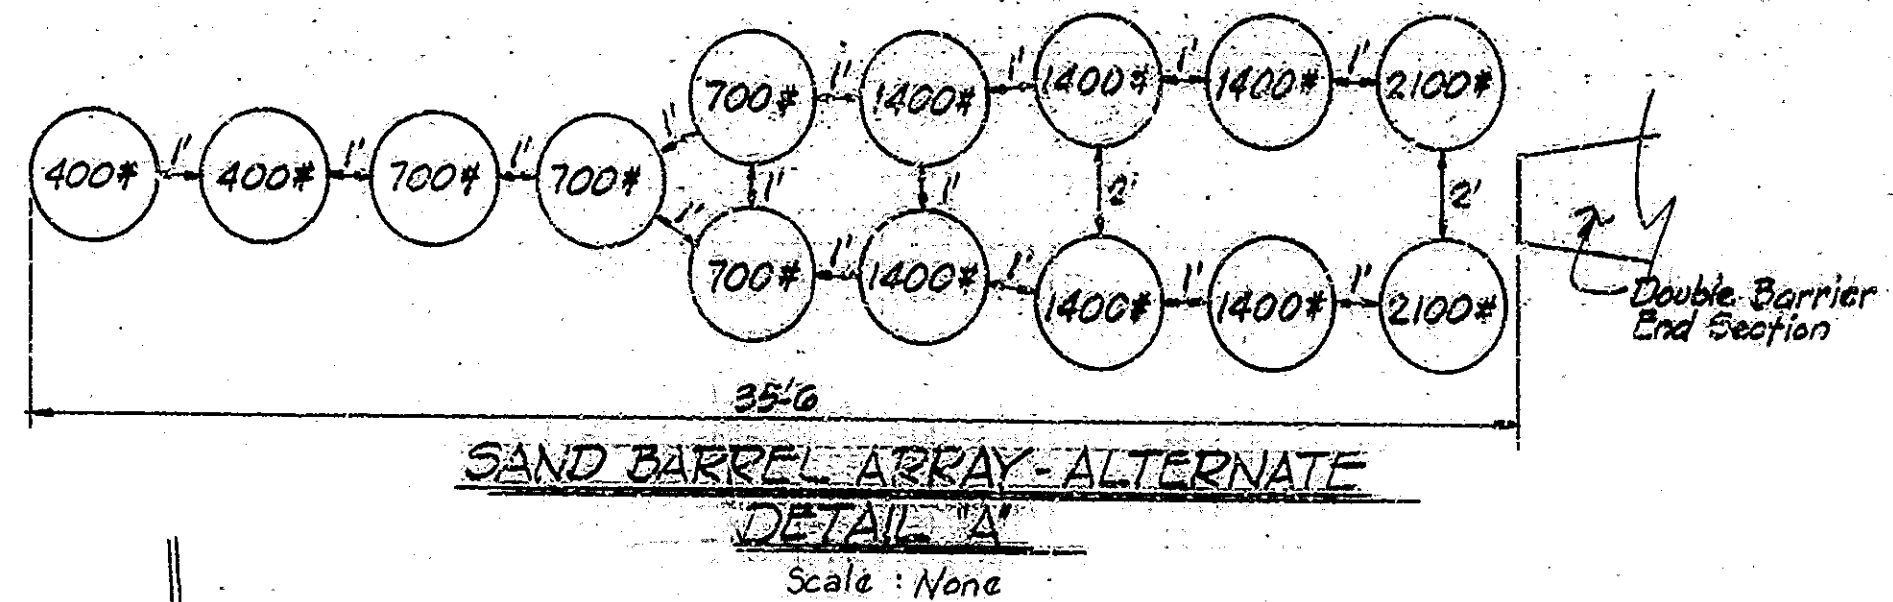 700# 1' 1400# 1' 1400# 1' 1400# 1' 2100#
400# 1' 400# 1' 700# 1' 700# 1' 1' 1' 1' 2' 2'
700# 1' 1400# 1' 1400# 1' 1400# 1' 2100#
Double Barrier
End Section
35'-6
SAND BARREL ARRAY - ALTERNATE
DETAIL "A"
Scale : None